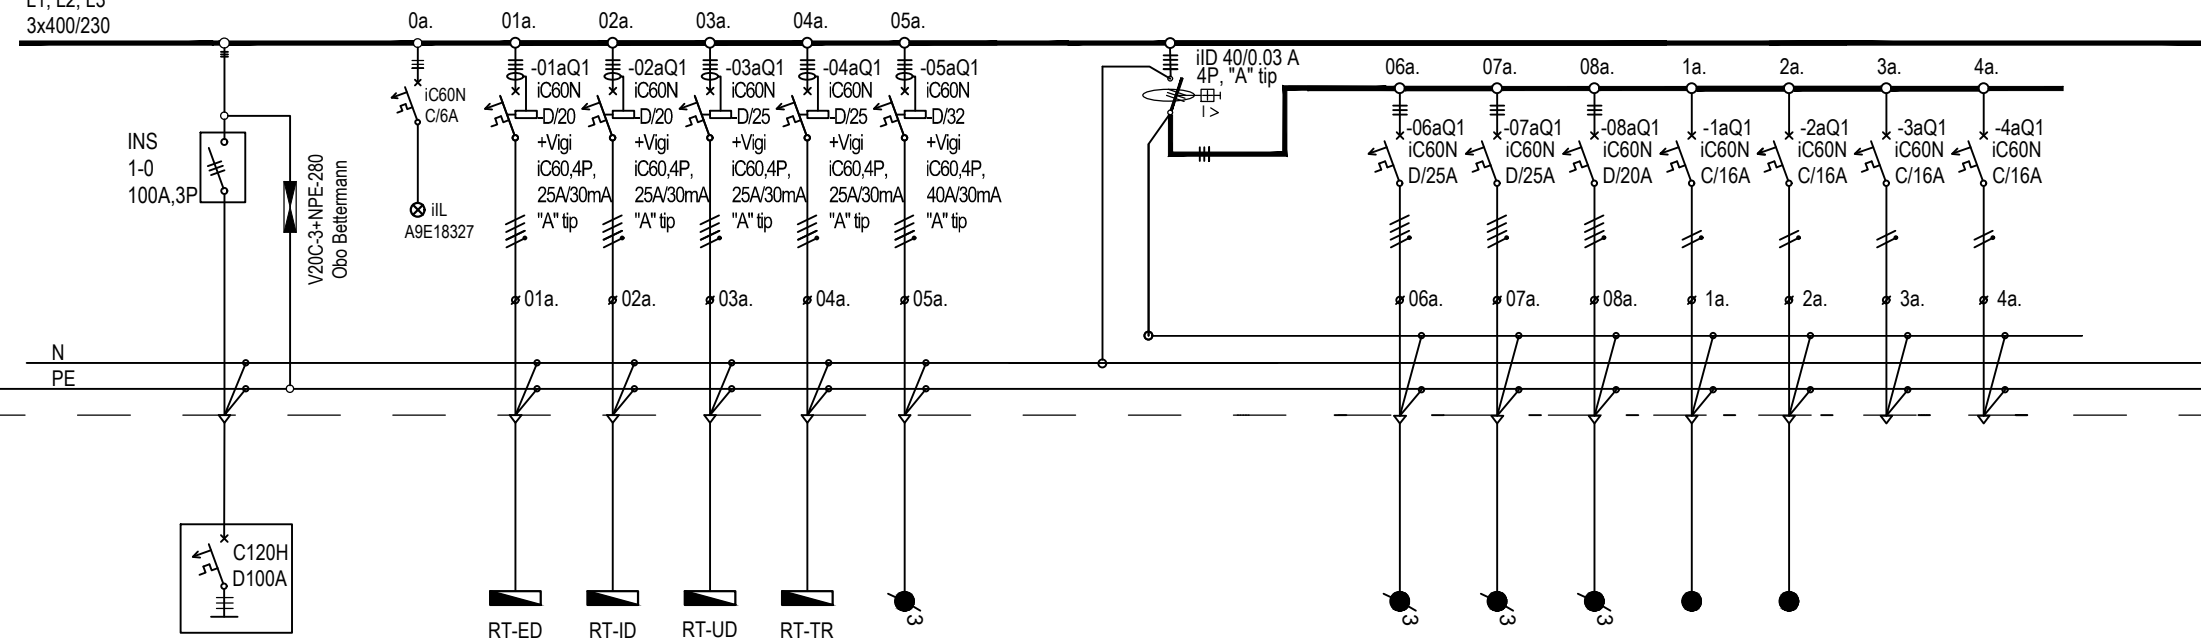 L1, L2, L3
3x400/230
0a.
01a.
02a.
03a.
04a.
05a.
INS
1-0
100A,3P
V20C-3+NPE-280
Obo Bettermann
iC60N
C/6A
iIL
A9E18327
-01aQ1
iC60N
D/20
+Vigi
iC60,4P,
25A/30mA
"A" tip
-02aQ1
iC60N
D/20
+Vigi
iC60,4P,
25A/30mA
"A" tip
-03aQ1
iC60N
D/25
+Vigi
iC60,4P,
25A/30mA
"A" tip
-04aQ1
iC60N
D/25
+Vigi
iC60,4P,
25A/30mA
"A" tip
-05aQ1
iC60N
D/32
+Vigi
iC60,4P,
40A/30mA
"A" tip
iID 40/0.03 A
4P, "A" tip
I >
06a.
07a.
08a.
1a.
2a.
3a.
4a.
-06aQ1
iC60N
D/25A
-07aQ1
iC60N
D/25A
-08aQ1
iC60N
D/20A
-1aQ1
iC60N
C/16A
-2aQ1
iC60N
C/16A
-3aQ1
iC60N
C/16A
-4aQ1
iC60N
C/16A
01a.
02a.
03a.
04a.
05a.
06a.
07a.
08a.
1a.
2a.
3a.
4a.
N
PE
C120H
D100A
RT-ED
RT-ID
RT-UD
RT-TR
3
3
3
3